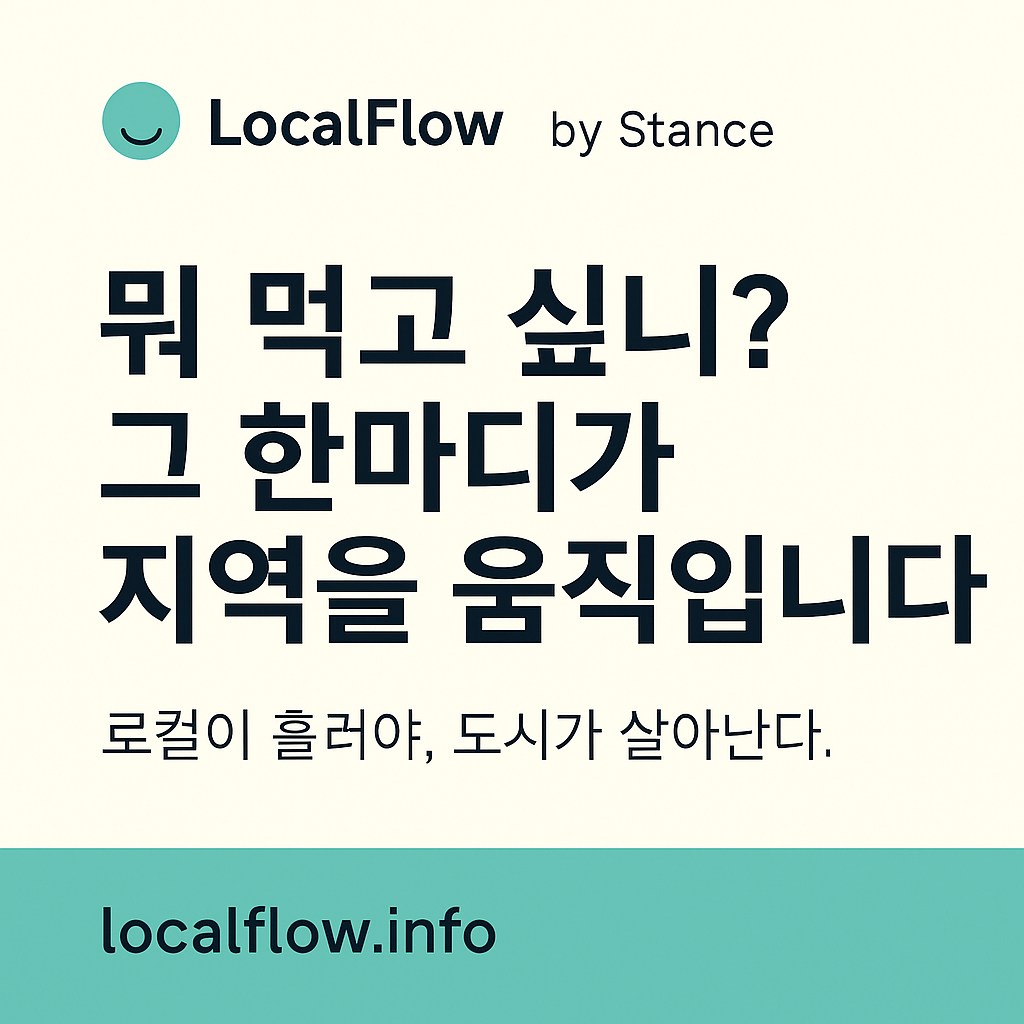 LocalFlow by Stance
뭐 먹고 싶니?
그 한마디가
지역을 움직입니다
로컬이 흘러야, 도시가 살아난다.
localflow.info